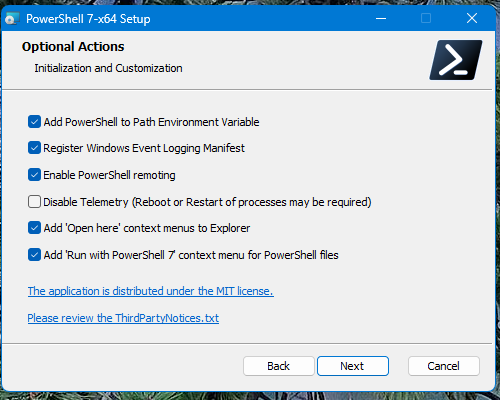 PowerShell 7-x64 Setup
Optional Actions
Initialization and Customization
Add PowerShell to Path Environment Variable
Register Windows Event Logging Manifest
Enable PowerShell remoting
Disable Telemetry (Reboot or Restart of processes may be required)
Add 'Open here' context menus to Explorer
Add 'Run with PowerShell 7' context menu for PowerShell files
The application is distributed under the MIT license.
Please review the ThirdPartyNotices.txt
Back
Next
Cancel